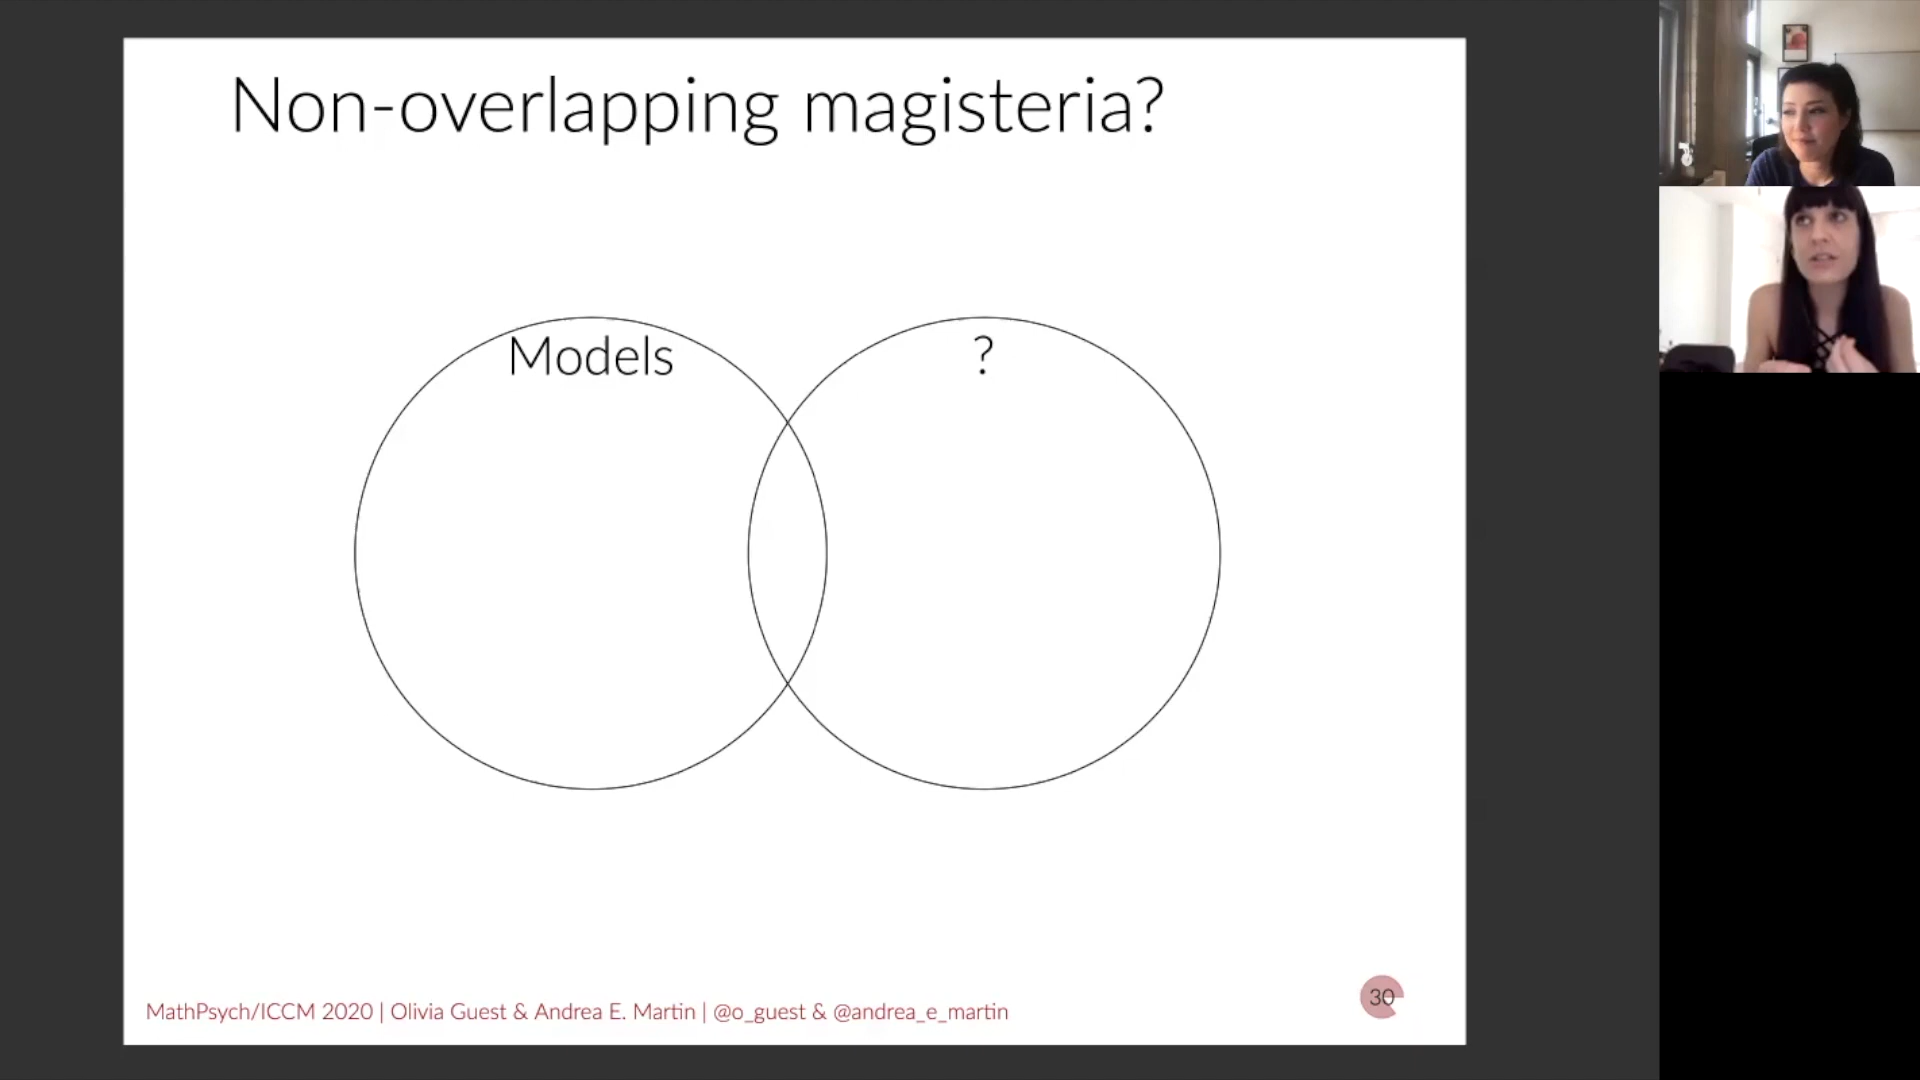 Non-overlapping magisteria?
Models
?
MathPsych/ICCM 2020 | Olivia Guest & Andrea E. Martin | @o_guest & @andrea_e_martin
30